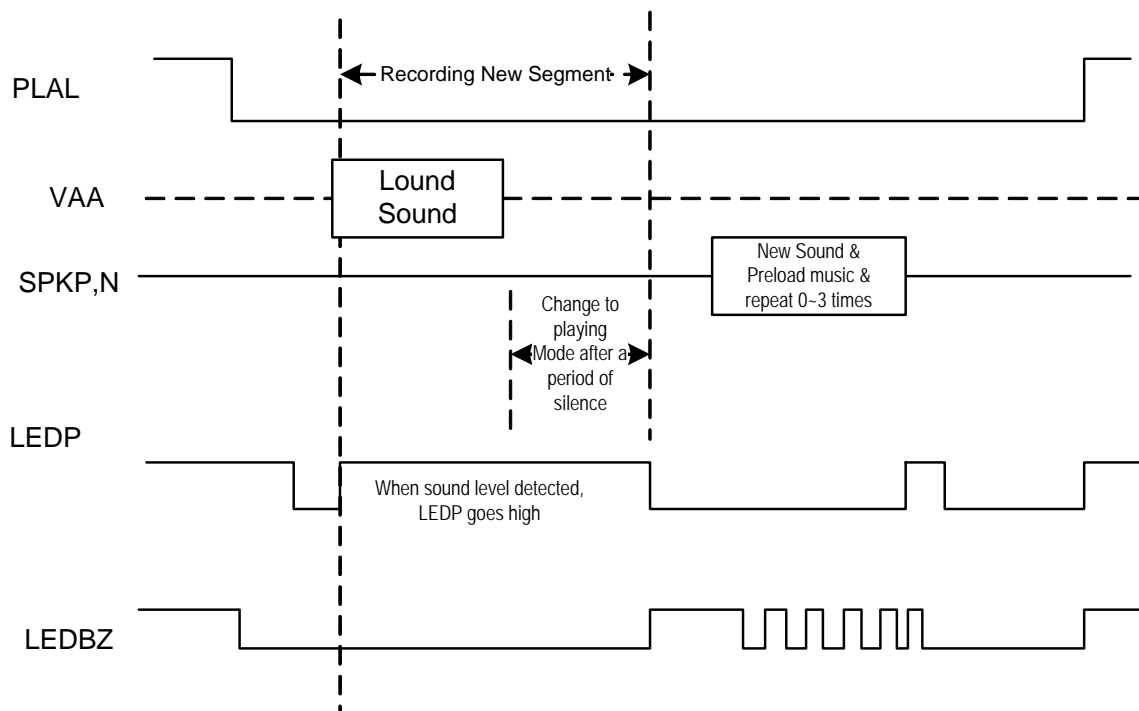 PLAL
Recording New Segment
VAA
Lound
Sound
SPKP,N
New Sound &
Preload music &
repeat 0~3 times
Change to
playing
Mode after a
period of
silence
LEDP
When sound level detected,
LEDP goes high
LEDBZ